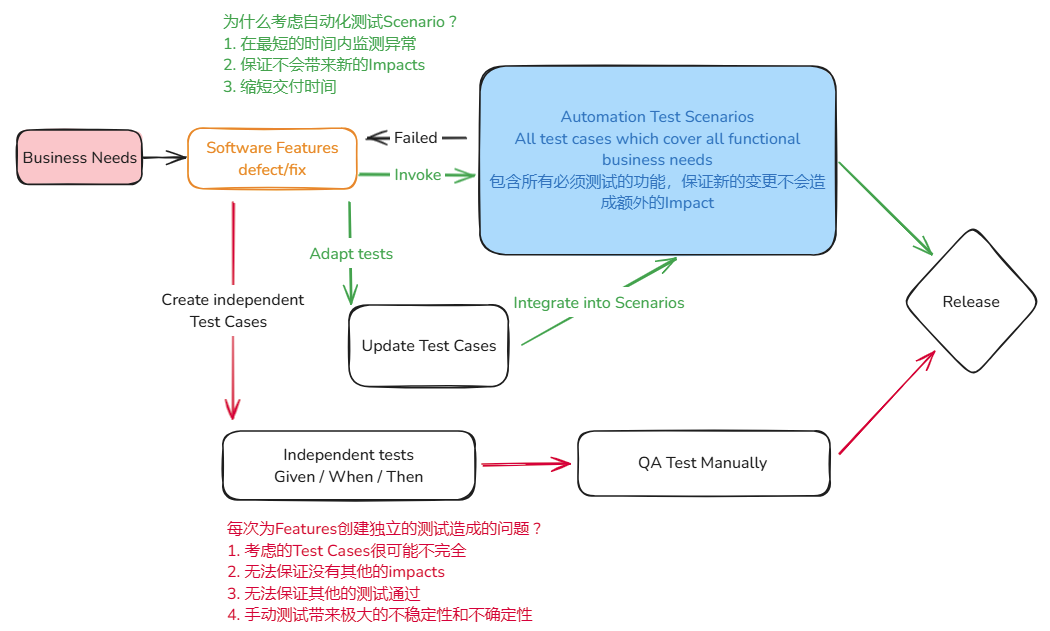 为什么考虑自动化测试Scenario？
1. 在最短的时间内监测异常
2. 保证不会带来新的Impacts
3. 缩短交付时间
Business Needs
Software Features
defect/fix
Failed
Invoke
Automation Test Scenarios
All test cases which cover all functional
business needs
包含所有必须测试的功能，保证新的变更不会造
成额外的Impact
Adapt tests
Create independent
Test Cases
Update Test Cases
Integrate into Scenarios
Release
Independent tests
Given / When / Then
QA Test Manually
每次为Features创建独立的测试造成的问题？
1. 考虑的Test Cases很可能不完全
2. 无法保证没有其他的impacts
3. 无法保证其他的测试通过
4. 手动测试带来极大的不稳定性和不确定性